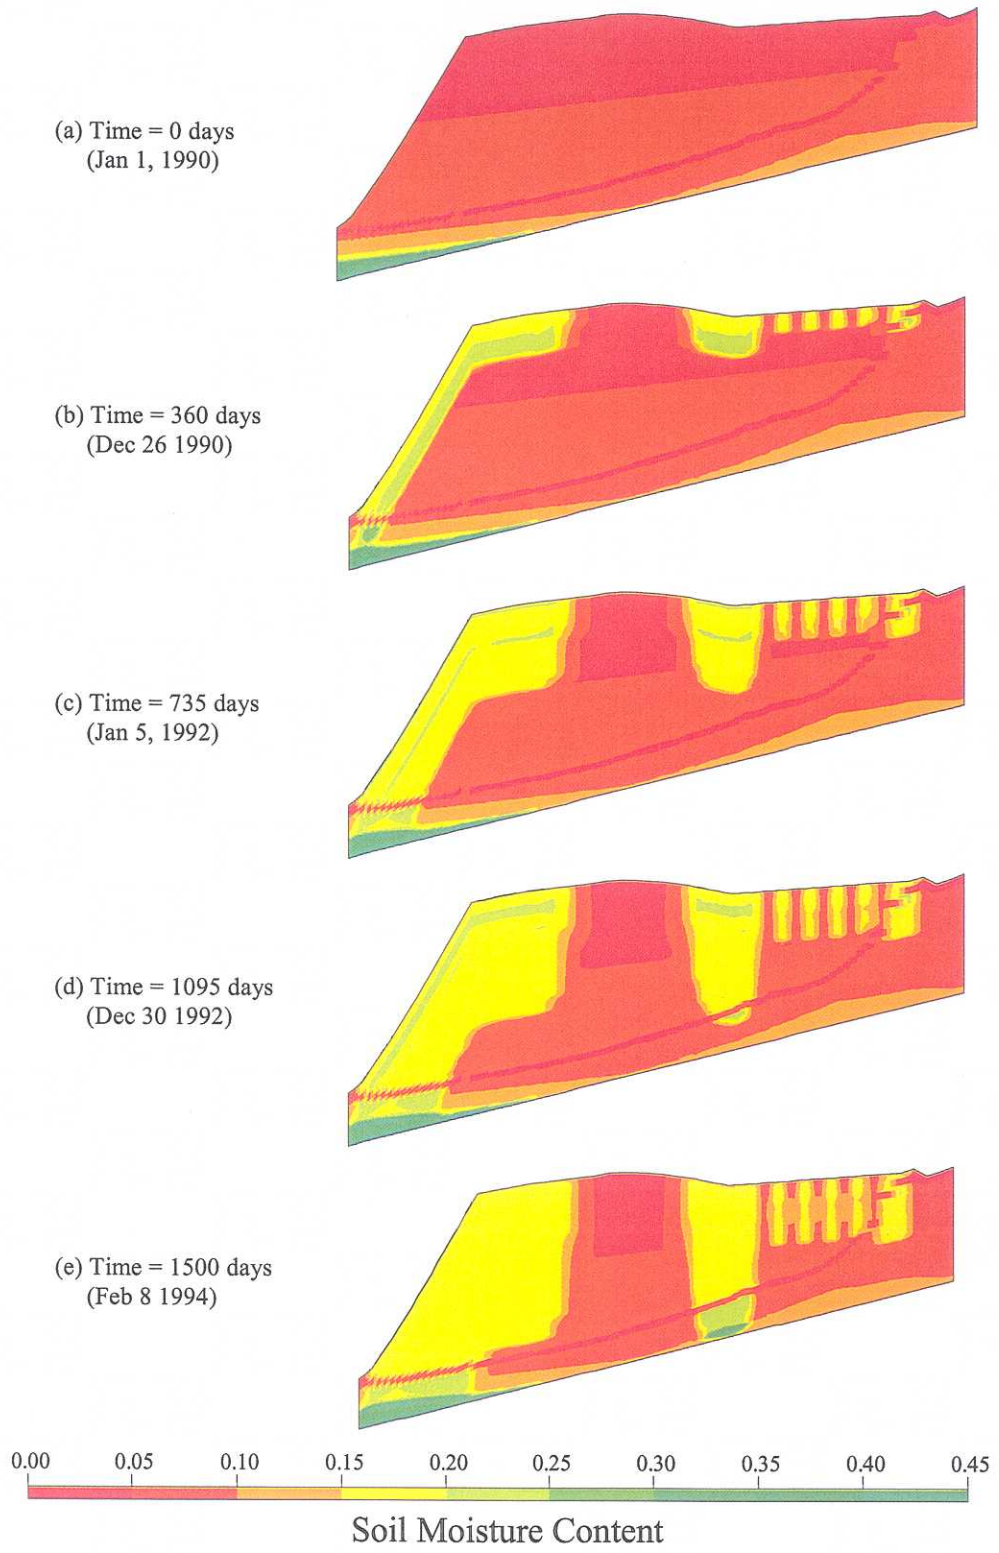 (a) Time = 0 days
(Jan 1, 1990)
(b) Time = 360 days
(Dec 26 1990)
(c) Time = 735 days
(Jan 5, 1992)
(d) Time = 1095 days
(Dec 30 1992)
(e) Time = 1500 days
(Feb 8 1994)
0.00 0.05 0.10 0.15 0.20 0.25 0.30 0.35 0.40 0.45
Soil Moisture Content